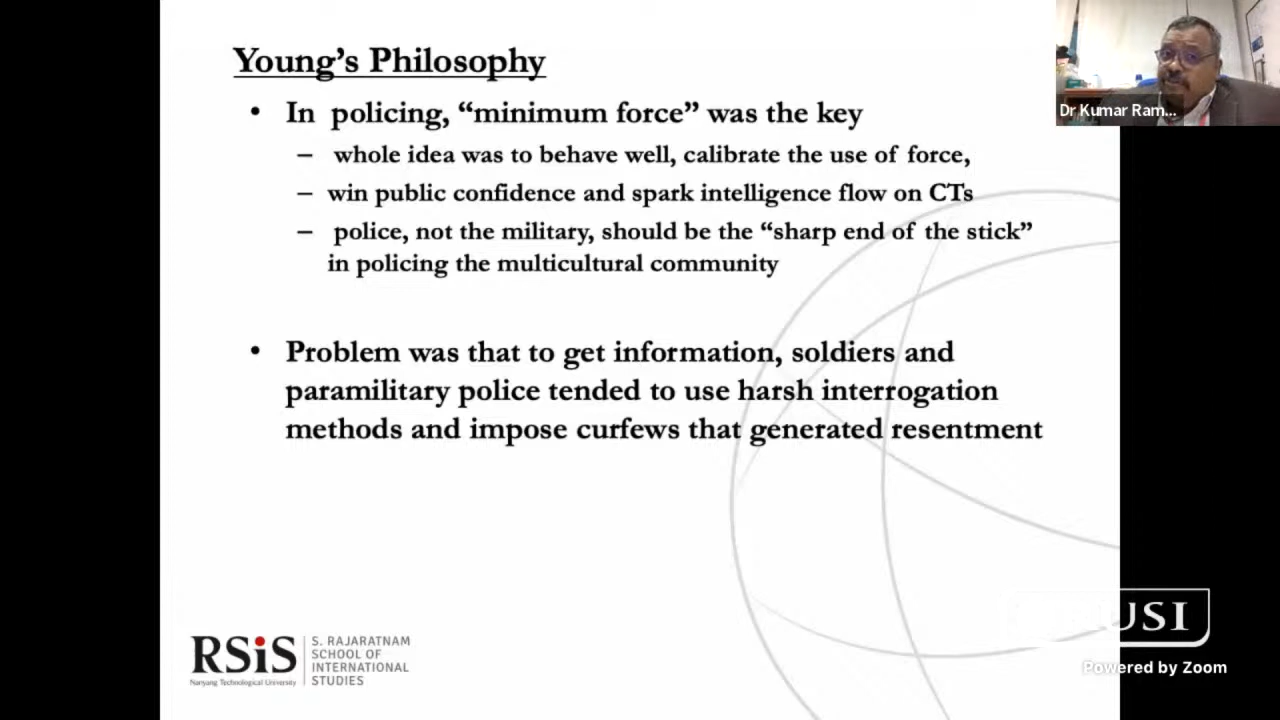 Young's Philosophy
• In policing, “minimum force” was the key
– whole idea was to behave well, calibrate the use of force,
– win public confidence and spark intelligence flow on CTs
– police, not the military, should be the “sharp end of the stick”
in policing the multicultural community
• Problem was that to get information, soldiers and
paramilitary police tended to use harsh interrogation
methods and impose curfews that generated resentment
Dr Kumar Ram...
RSiS
Nanyang Technological University
S. RAJARATNAM
SCHOOL OF
INTERNATIONAL
STUDIES
USI
Powered by Zoom